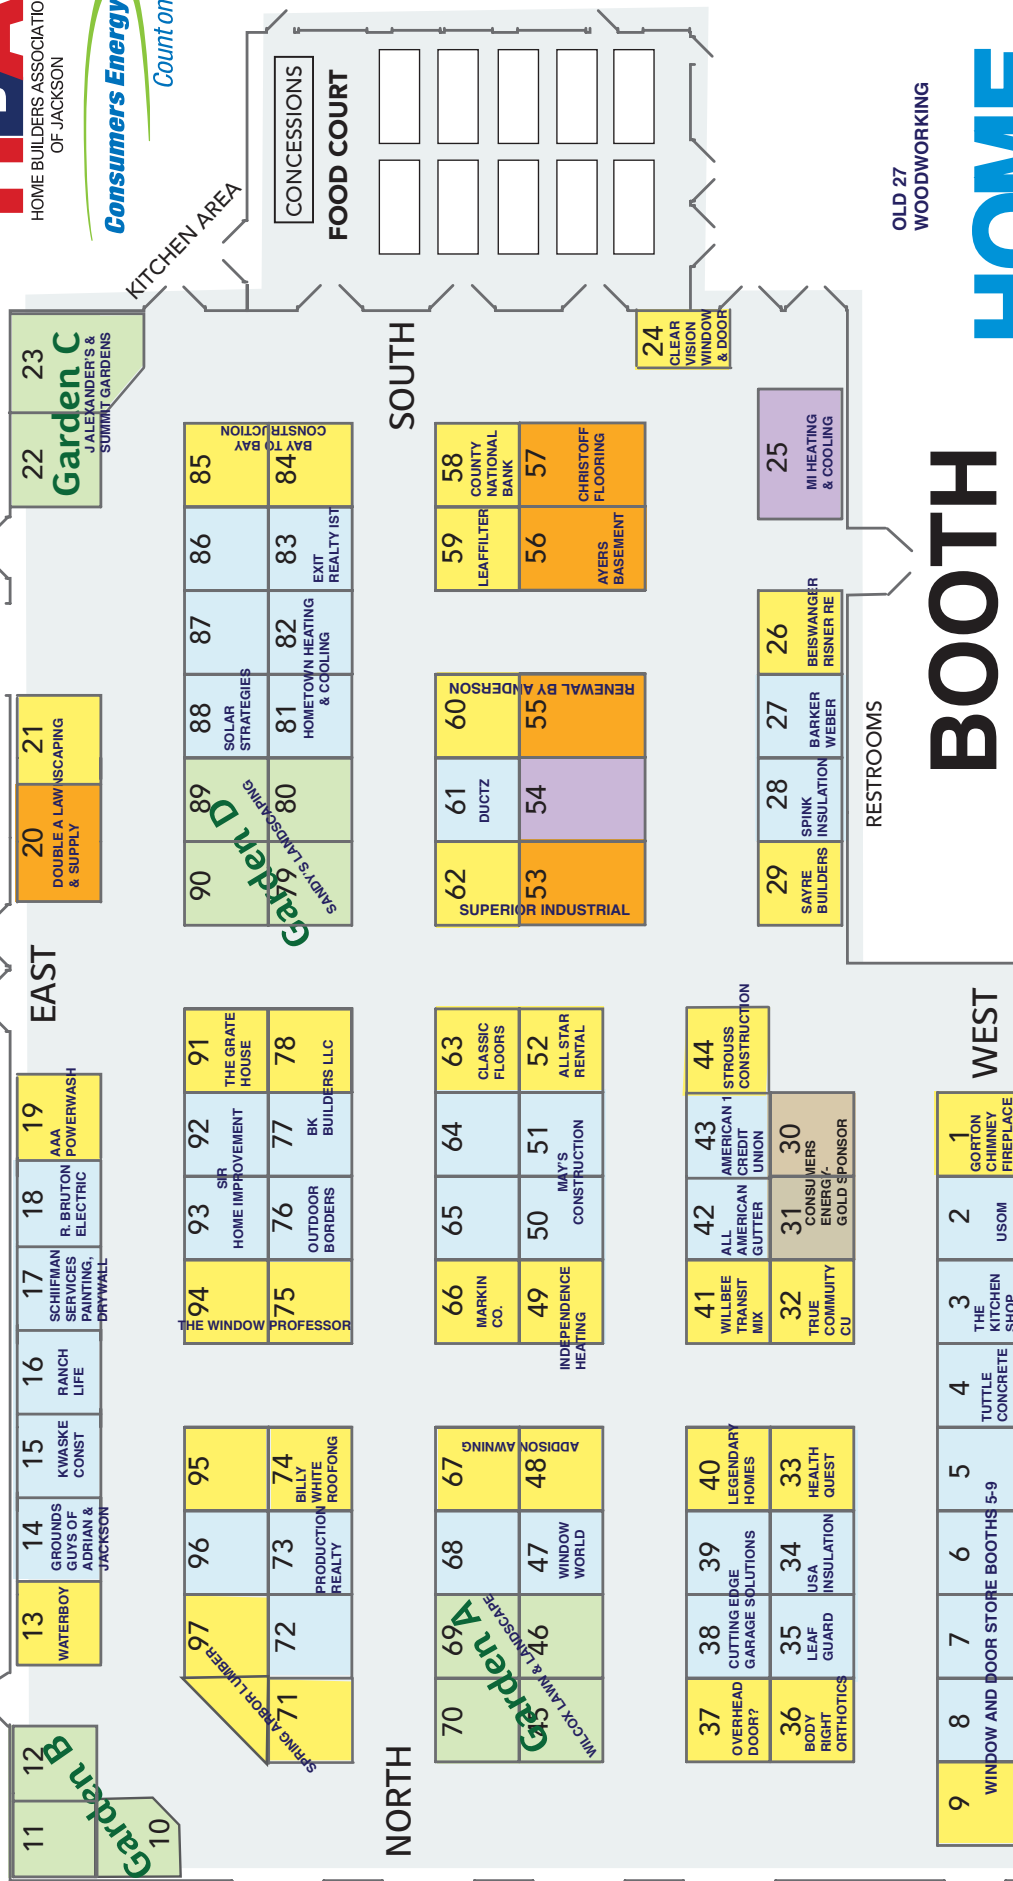 HBA
HOME BUILDERS ASSOCIATIO
OF JACKSON
Consumers Energy
Count on
KITCHEN AREA
CONCESSIONS
FOOD COURT
OLD 27
WOODWORKING
HOME
BOOTH
SOUTH
EAST
WEST
NORTH
RESTROOMS
22
23
Garden C
J ALEXANDER'S &
SUMMIT GARDENS
24
CLEAR
VISION
WINDOW
& DOOR
25
MI HEATING
& COOLING
85
84
BAY TO BAY
CONSTRUCTION
86
83
EXIT
REALTY IST
87
82
88
SOLAR
STRATEGIES
81
HOMETOWN HEATING
& COOLING
89
80
90
79
Garden D
SANDY'S LANDSCAPING
58
COUNTY
NATIONAL
BANK
57
CHRISTOFF
FLOORING
59
LEAFFILTER
56
AYERS
BASEMENT
60
55
RENEWAL BY ANDERSON
61
DUCTZ
54
62
53
SUPERIOR INDUSTRIAL
26
BEISWANGER
RISNER RE
27
BARKER
WEBER
28
SPINK
INSULATION
29
SAYRE
BUILDERS
21
20
DOUBLE A LAWNSCAPING
& SUPPLY
19
AAA
POWERWASH
18
R. BRUTON
ELECTRIC
17
SCHIIFMAN
SERVICES
PAINTING,
DRYWALL
16
RANCH
LIFE
15
KWASKE
CONST
14
GROUNDS
GUYS OF
ADRIAN &
JACKSON
13
WATERBOY
12
11
10
Garden B
91
THE GRATE
HOUSE
78
92
77
BK
BUILDERS LLC
93
SIR
HOME IMPROVEMENT
76
OUTDOOR
BORDERS
94
75
THE WINDOW PROFESSOR
63
CLASSIC
FLOORS
52
ALL STAR
RENTAL
64
51
65
50
MAY'S
CONSTRUCTION
66
MARKIN
CO.
49
INDEPENDENCE
HEATING
44
STROUSS
CONSTRUCTION
43
AMERICAN 1
CREDIT
UNION
30
42
ALL
AMERICAN
GUTTER
31
CONSUMERS
ENERGY-
GOLD SPONSOR
41
WILLBEE
TRANSIT
MIX
32
TRUE
COMMUITY
CU
95
74
BILLY
WHITE
ROOFONG
96
73
PRODUCTION
REALTY
97
72
71
SPRING ARBOR LUMBER
67
48
ADDISON AWNING
68
47
WINDOW
WORLD
69
46
70
45
Garden A
WILCOX LAWN & LANDSCAPE
40
LEGENDARY
HOMES
33
HEALTH
QUEST
39
34
USA
INSULATION
38
CUTTING EDGE
GARAGE SOLUTIONS
35
LEAF
GUARD
37
OVERHEAD
DOOR?
36
BODY
RIGHT
ORTHOTICS
1
GORTON
CHIMNEY
FIREPLACE
2
USOM
3
THE
KITCHEN
SHOP
4
TUTTLE
CONCRETE
5
6
7
8
9
WINDOW AND DOOR STORE BOOTHS 5-9